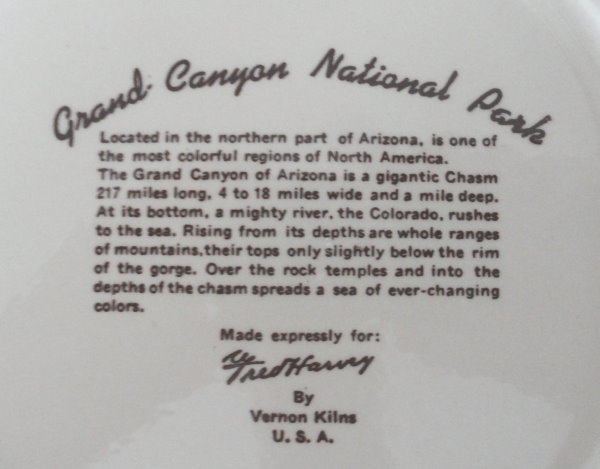 Grand Canyon National Park
Located in the northern part of Arizona, is one of
the most colorful regions of North America.
The Grand Canyon of Arizona is a gigantic Chasm
217 miles long, 4 to 18 miles wide and a mile deep.
At its bottom, a mighty river, the Colorado, rushes
to the sea. Rising from its depths are whole ranges
of mountains,their tops only slightly below the rim
of the gorge. Over the rock temples and into the
depths of the chasm spreads a sea of ever-changing
colors.
Made expressly for:
Fred Harvey
By
Vernon Kilns
U. S. A.